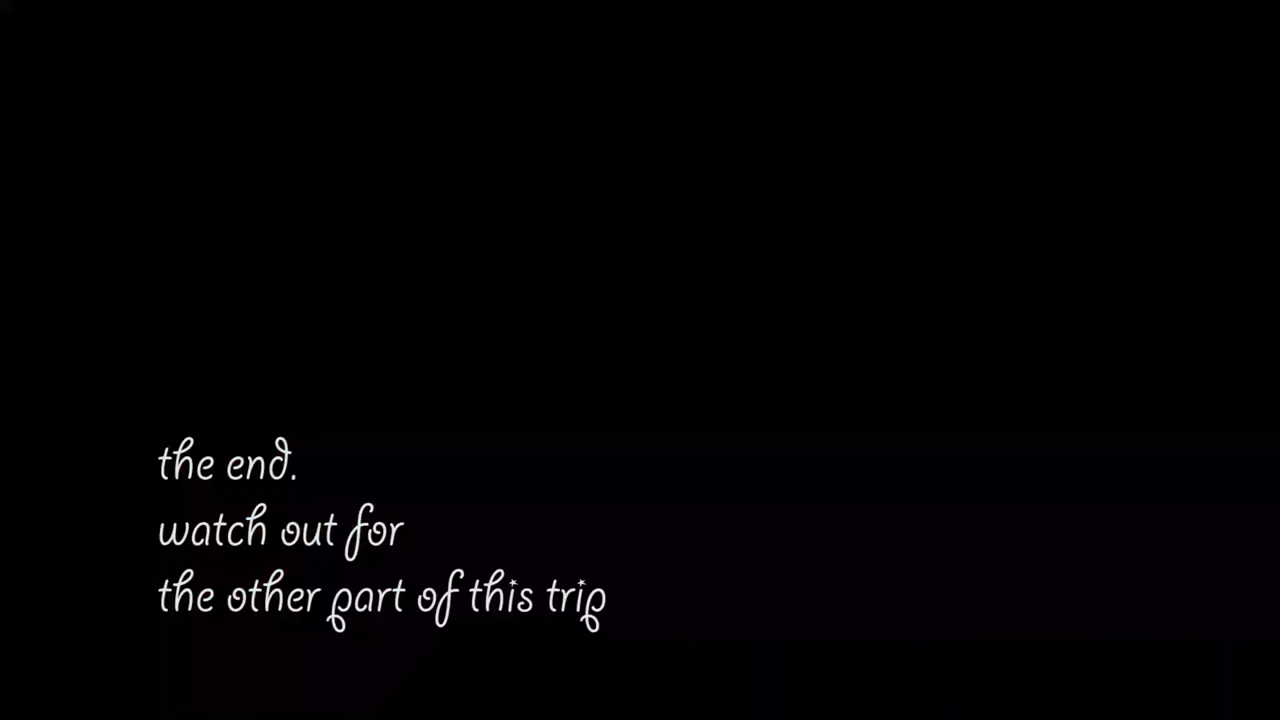 the end.
watch out for
the other part of this trip